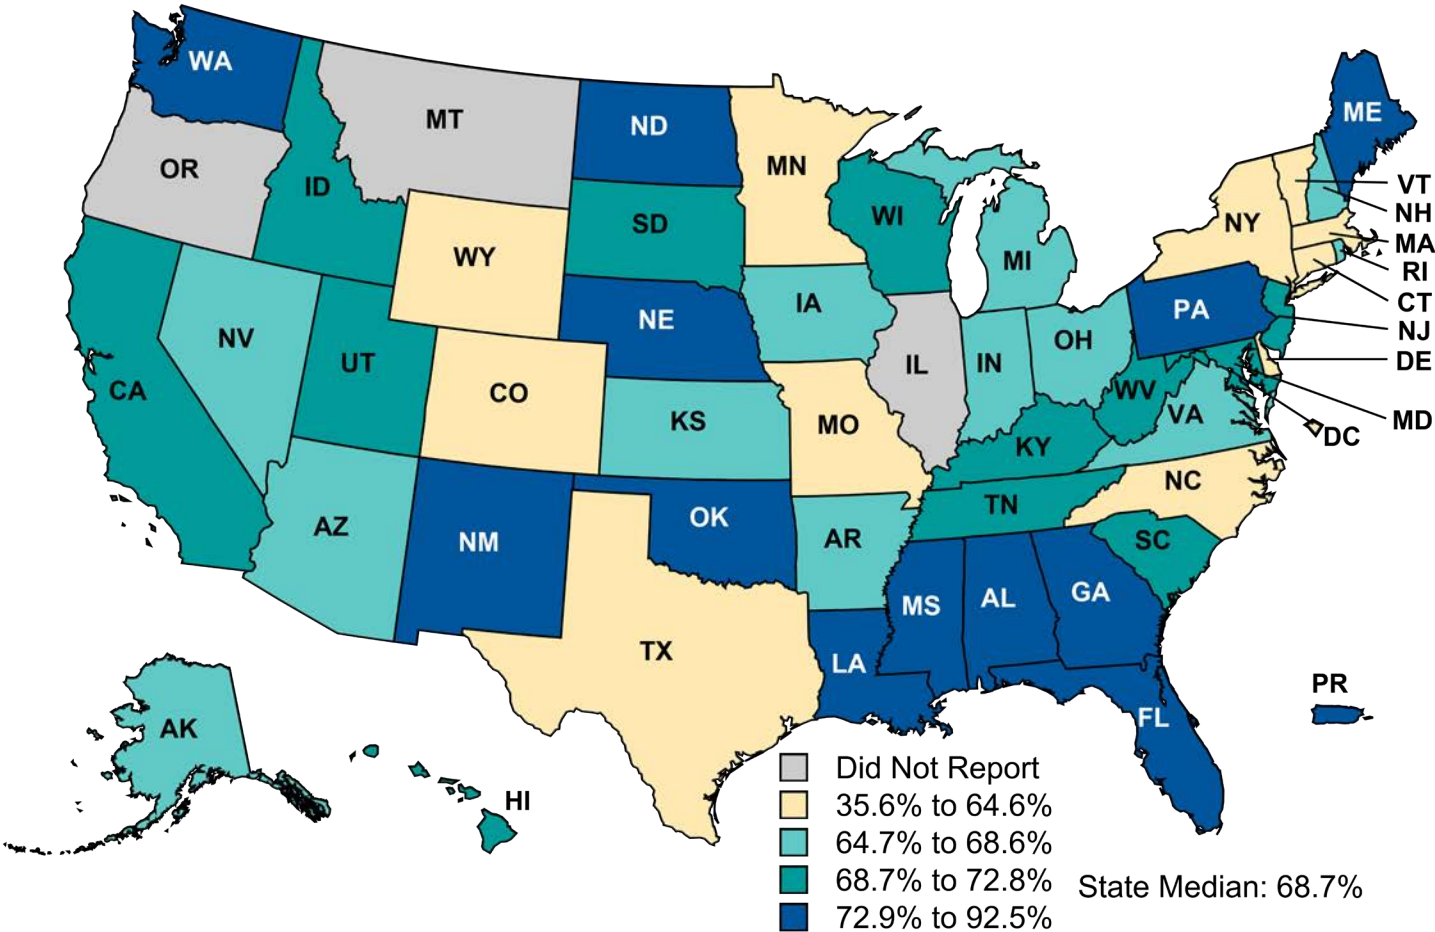 WA
MT
ND
ME
MN
OR
ID
VT
SD
WI
NH
NY
MA
WY
MI
RI
IA
CT
PA
NE
NJ
NV
OH
DE
UT
IL
IN
CA
CO
WV
VA
MD
KS
MO
DC
KY
NC
TN
OK
AZ
NM
AR
SC
MS
AL
GA
TX
LA
PR
FL
AK
HI
Did Not Report
35.6% to 64.6%
64.7% to 68.6%
68.7% to 72.8%
State Median: 68.7%
72.9% to 92.5%